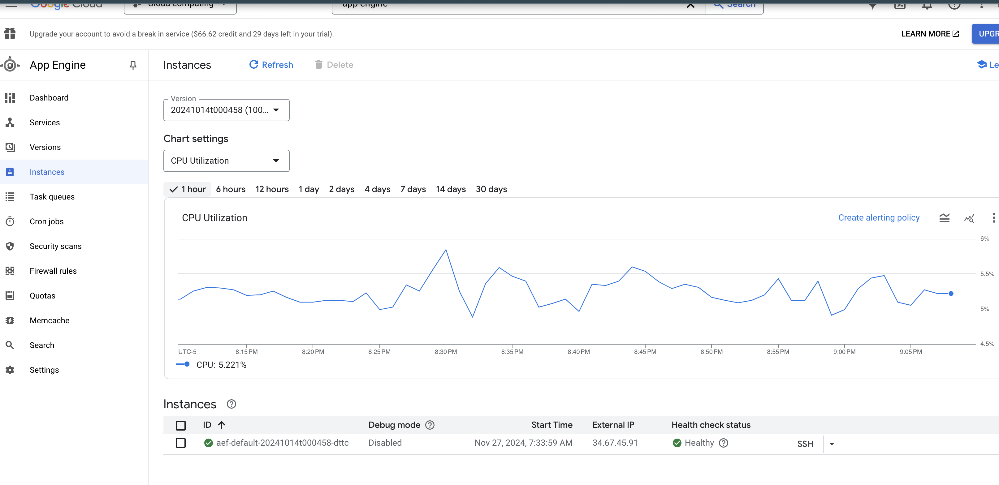 Google Cloud
Cloud computing
app engine
Search
Upgrade your account to avoid a break in service ($66.62 credit and 29 days left in your trial).
LEARN MORE
UPGR
App Engine
Instances
Refresh
Delete
Le
Dashboard
Services
Versions
Instances
Task queues
Cron jobs
Security scans
Firewall rules
Quotas
Memcache
Search
Settings
Version
20241014t000458 (100...
Chart settings
CPU Utilization
1 hour 6 hours 12 hours 1 day 2 days 4 days 7 days 14 days 30 days
CPU Utilization
Create alerting policy
6%
5.5%
5%
4.5%
UTC-5 8:15 PM 8:20 PM 8:25 PM 8:30 PM 8:35 PM 8:40 PM 8:45 PM 8:50 PM 8:55 PM 9:00 PM 9:05 PM
CPU: 5.221%
Instances
ID Debug mode Start Time External IP Health check status
aef-default-20241014t000458-dttc Disabled Nov 27, 2024, 7:33:59 AM 34.67.45.91 Healthy SSH